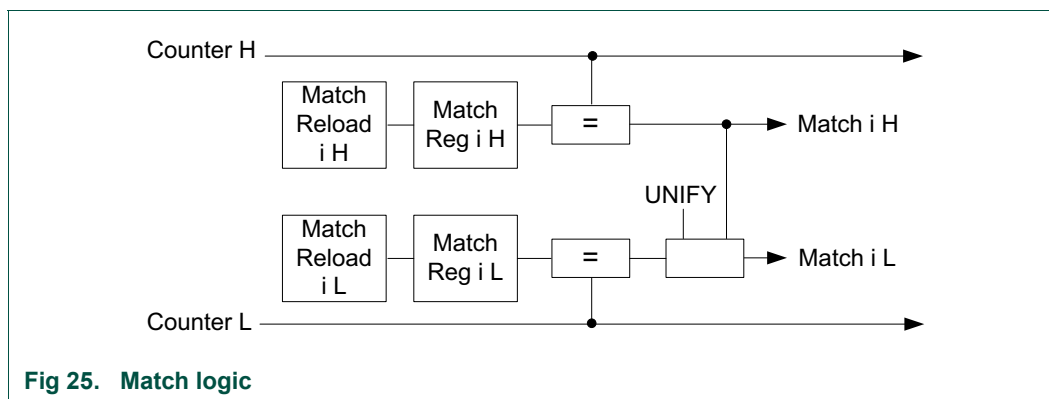 Counter H
Match
Reload
i H
Match
Reg i H
=
Match i H
UNIFY
Match
Reload
i L
Match
Reg i L
=
Match i L
Counter L
Fig 25. Match logic